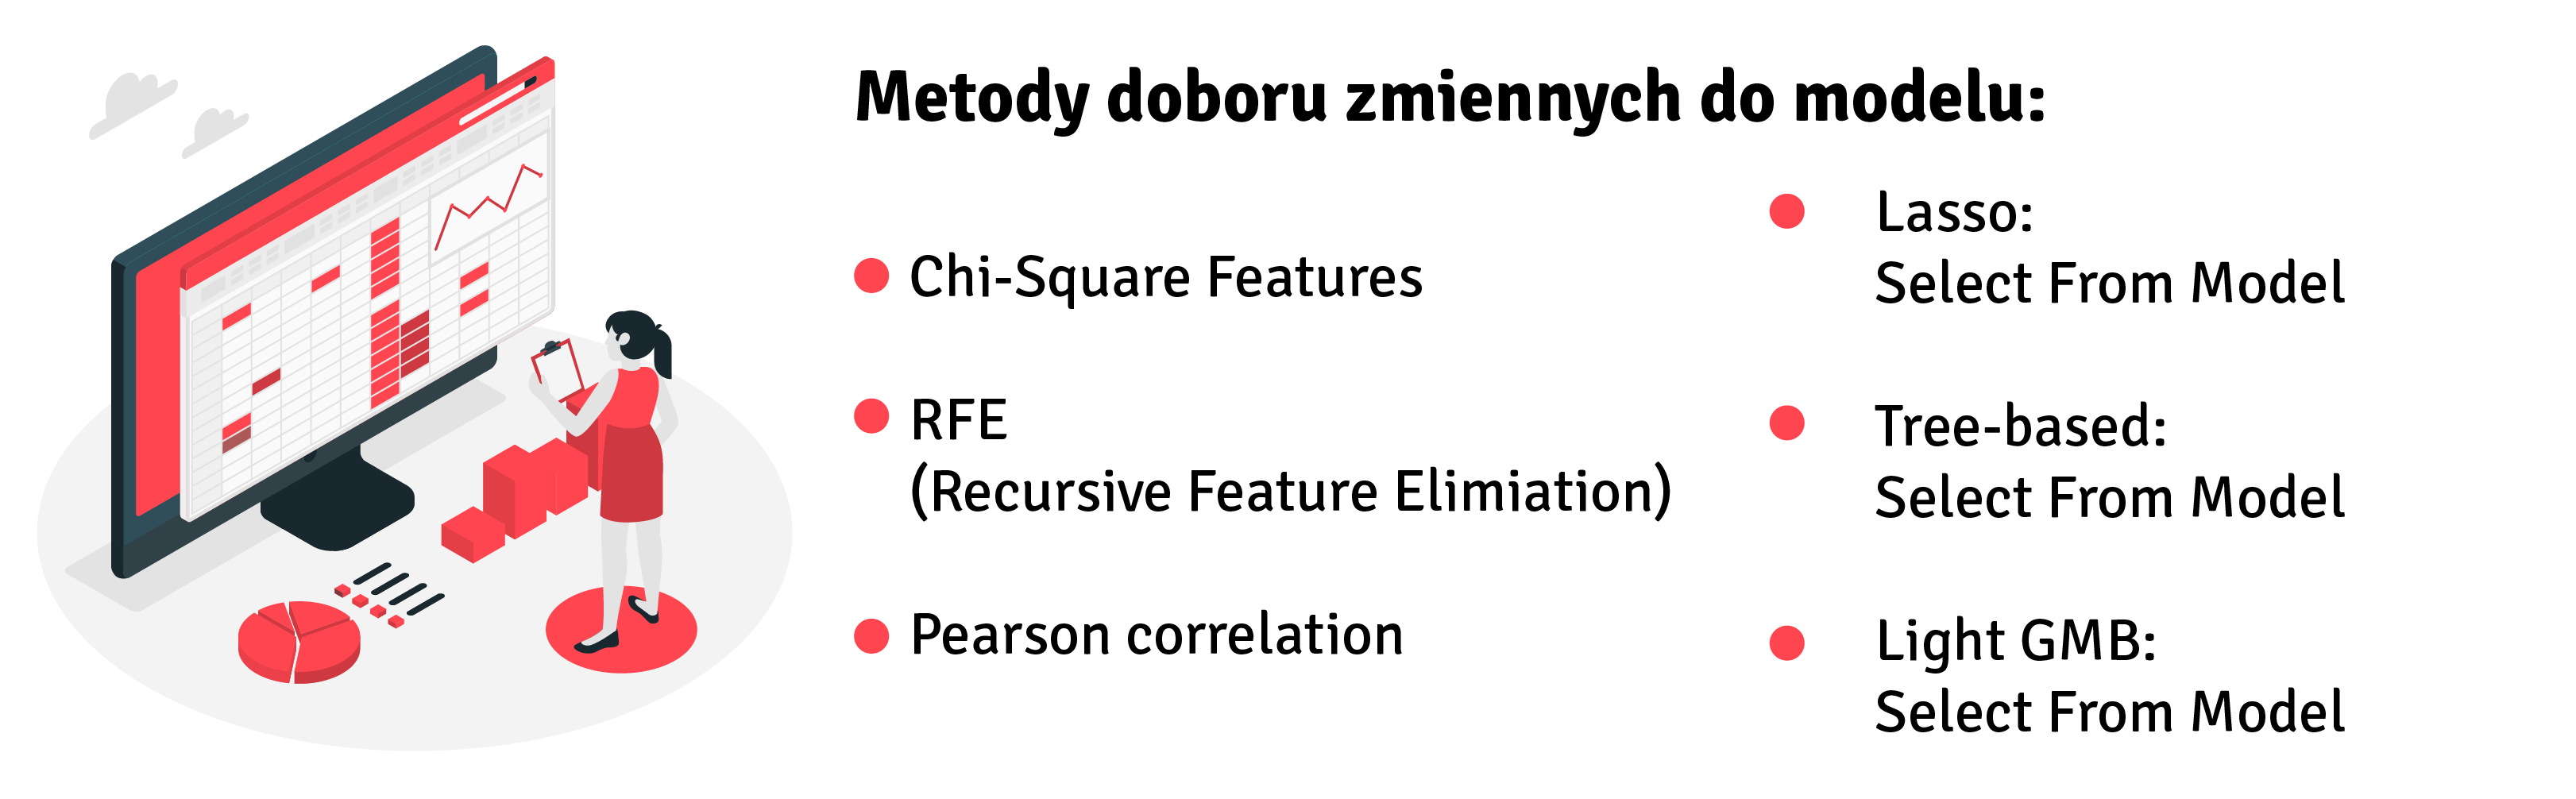 Metody doboru zmiennych do modelu:
Chi-Square Features
RFE
(Recursive Feature Elimiation)
Pearson correlation
Lasso:
Select From Model
Tree-based:
Select From Model
Light GMB:
Select From Model